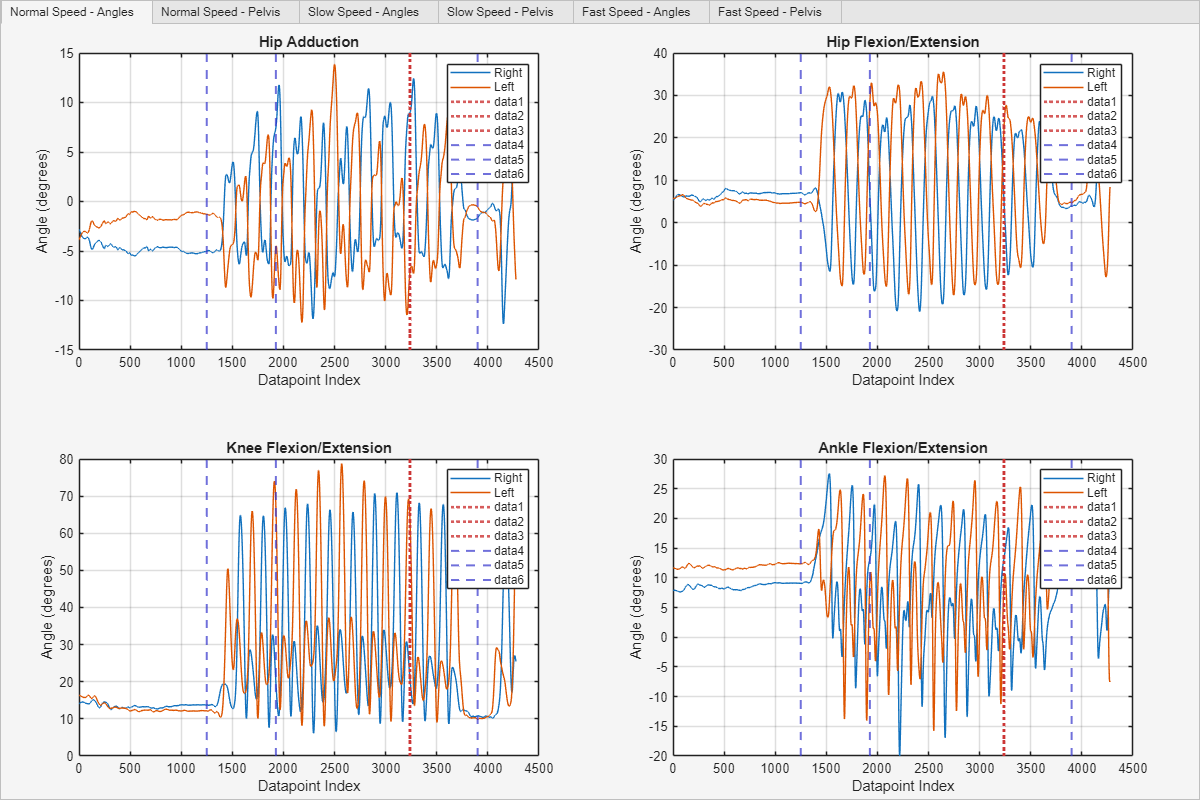 Normal Speed - Angles
Normal Speed - Pelvis
Slow Speed - Angles
Slow Speed - Pelvis
Fast Speed - Angles
Fast Speed - Pelvis
Hip Adduction
15
10
5
0
-5
-10
-15
Angle (degrees)
0 500 1000 1500 2000 2500 3000 3500 4000 4500
Datapoint Index
Right
Left
data1
data2
data3
data4
data5
data6
Hip Flexion/Extension
40
30
20
10
0
-10
-20
-30
Angle (degrees)
0 500 1000 1500 2000 2500 3000 3500 4000 4500
Datapoint Index
Right
Left
data1
data2
data3
data4
data5
data6
Knee Flexion/Extension
80
70
60
50
40
30
20
10
0
Angle (degrees)
0 500 1000 1500 2000 2500 3000 3500 4000 4500
Datapoint Index
Right
Left
data1
data2
data3
data4
data5
data6
Ankle Flexion/Extension
30
25
20
15
10
5
0
-5
-10
-15
-20
Angle (degrees)
0 500 1000 1500 2000 2500 3000 3500 4000 4500
Datapoint Index
Right
Left
data1
data2
data3
data4
data5
data6